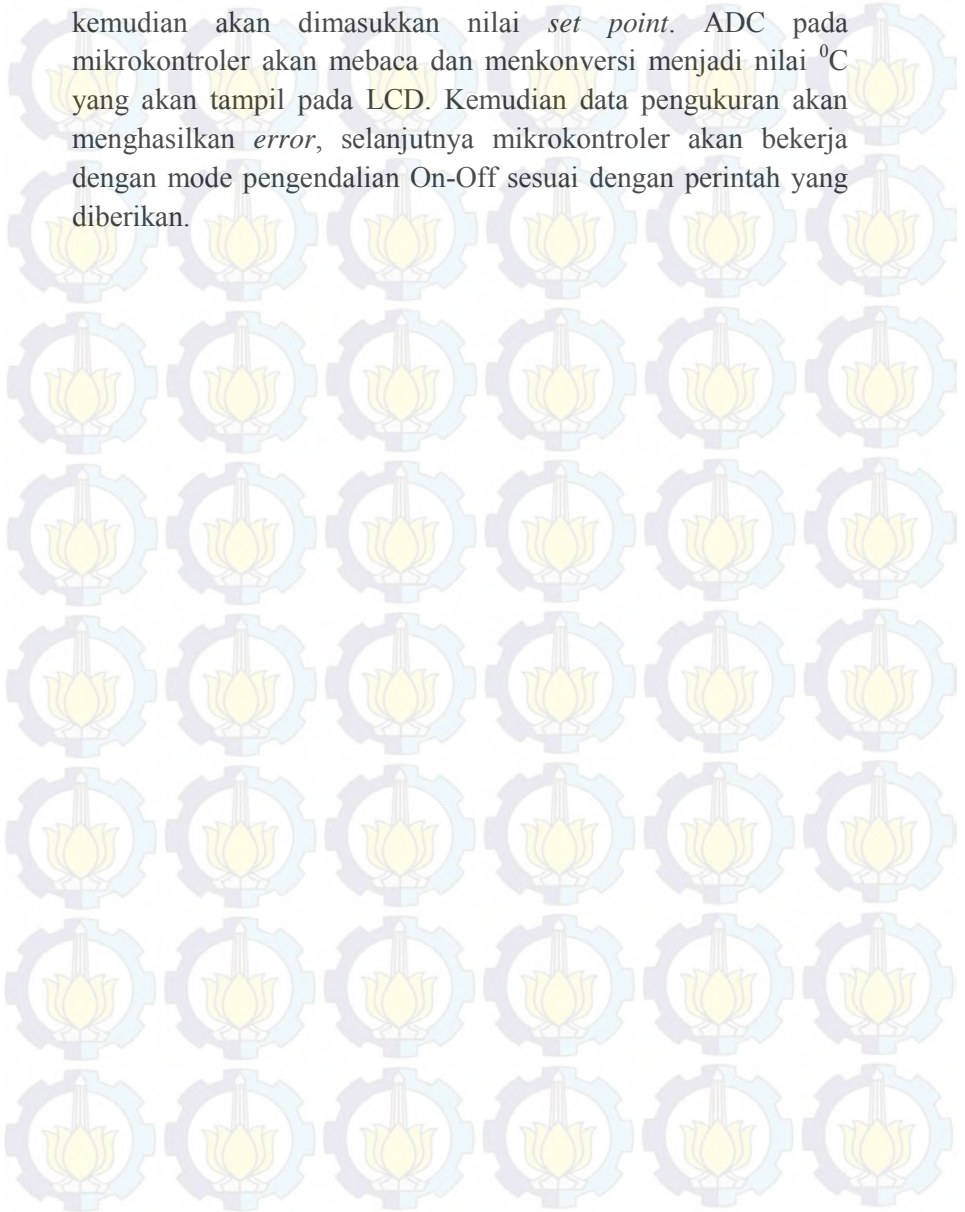 kemudian akan dimasukkan nilai set point. ADC pada
mikrokontroler akan mebaca dan menkonversi menjadi nilai ⁰C
yang akan tampil pada LCD. Kemudian data pengukuran akan
menghasilkan error, selanjutnya mikrokontroler akan bekerja
dengan mode pengendalian On-Off sesuai dengan perintah yang
diberikan.